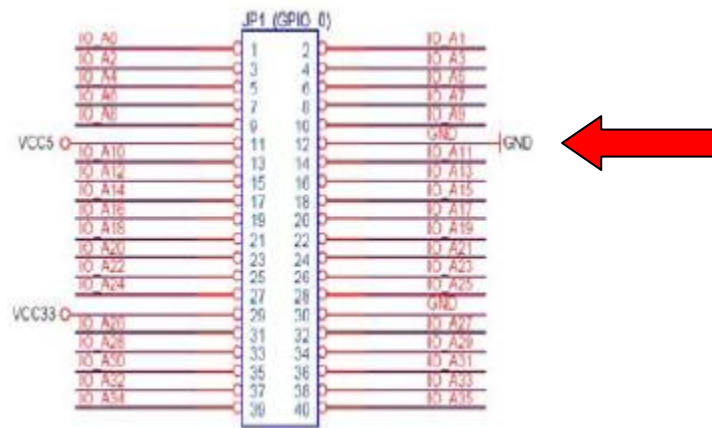 JP1 (GPIO 0)
IO_A0 1 2 IO_A1
IO_A2 3 4 IO_A3
IO_A4 5 6 IO_A5
IO_A6 7 8 IO_A7
IO_A8 9 10 IO_A9
VCC5 11 12 GND GND
IO_A10 13 14 IO_A11
IO_A12 15 16 IO_A13
IO_A14 17 18 IO_A15
IO_A16 19 20 IO_A17
IO_A18 21 22 IO_A19
IO_A20 23 24 IO_A21
IO_A22 25 26 IO_A23
IO_A24 27 28 IO_A25
VCC33 29 30 GND
IO_A26 31 32 IO_A27
IO_A28 33 34 IO_A29
IO_A30 35 36 IO_A31
IO_A32 37 38 IO_A33
IO_A34 39 40 IO_A35